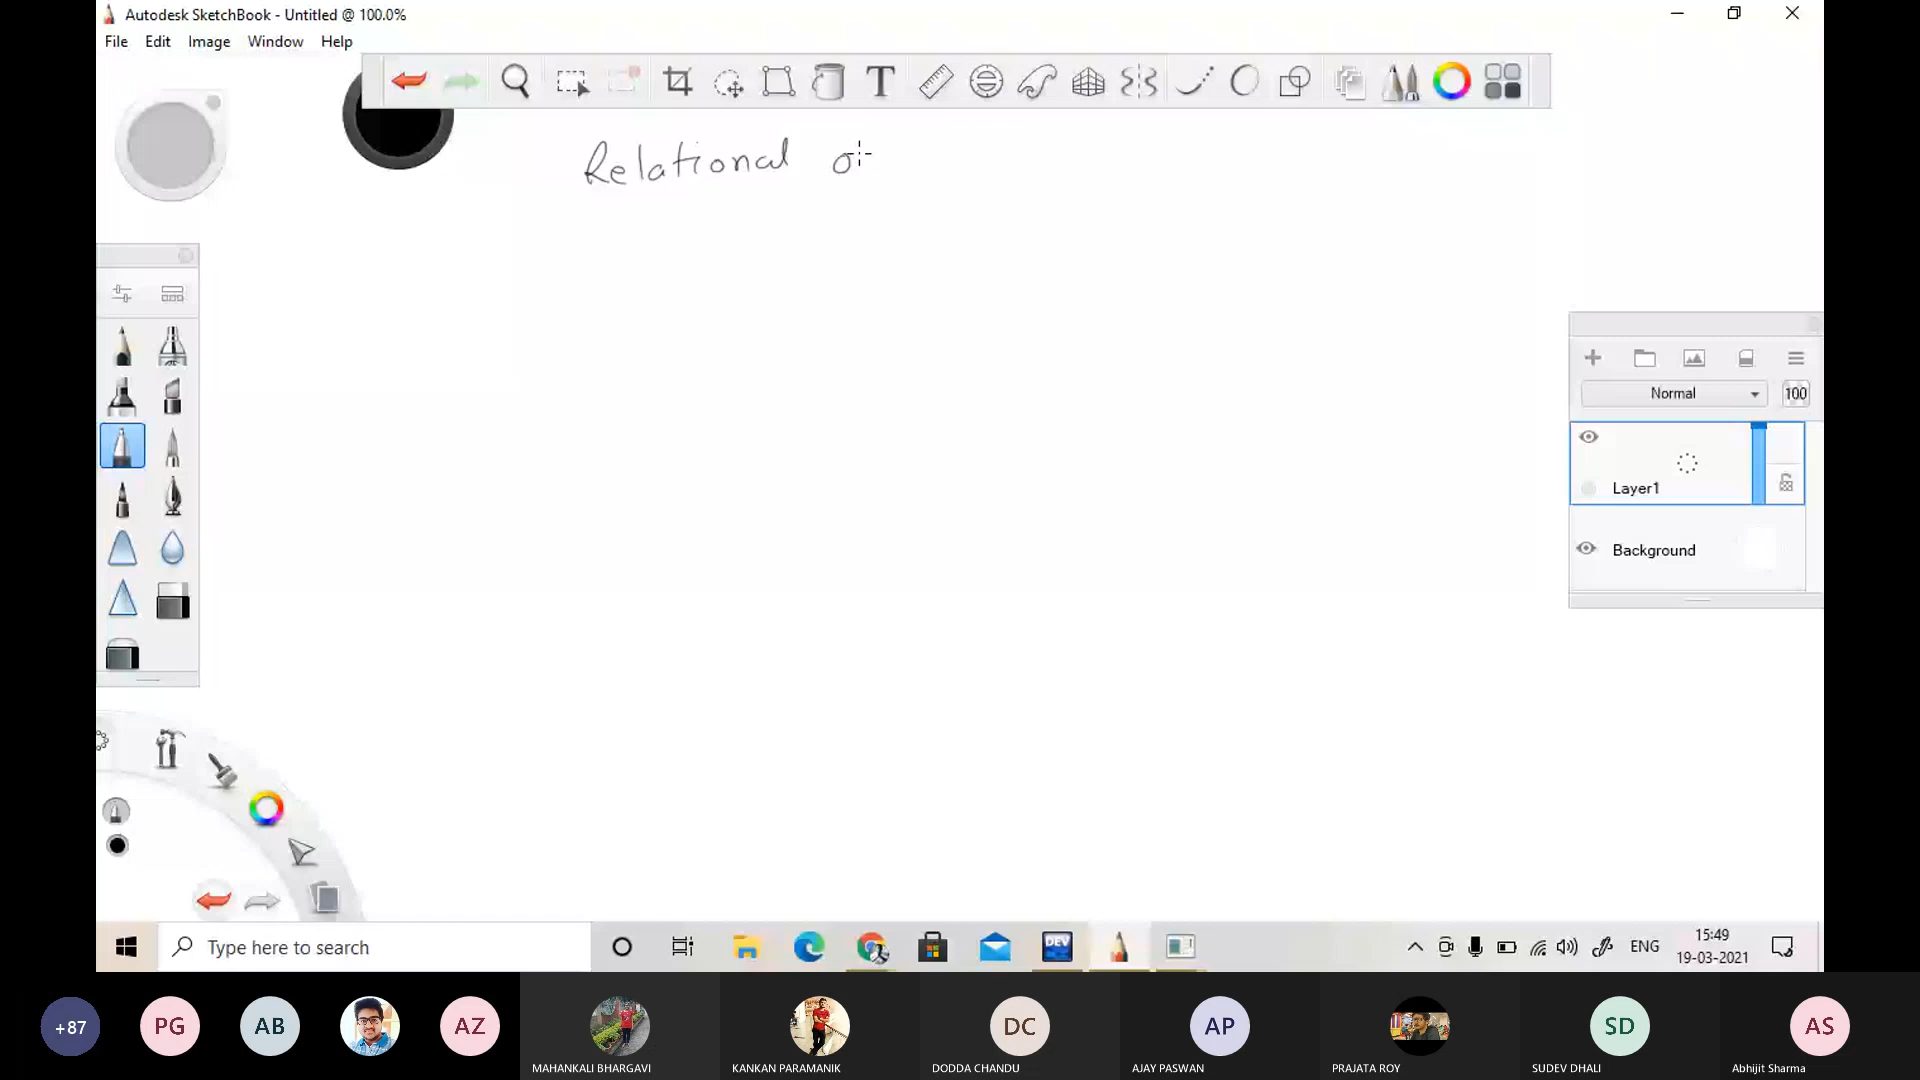 Autodesk SketchBook - Untitled @ 100.0%
File Edit Image Window Help
Relational o
Normal 100
Layer1
Background
Type here to search
DEV
ENG
15:49
19-03-2021
+87 PG AB AZ DC AP SD AS
MAHANKALI BHARGAVI KANKAN PARAMANIK DODDA CHANDU AJAY PASWAN PRAJATA ROY SUDEV DHALI Abhijit Sharma